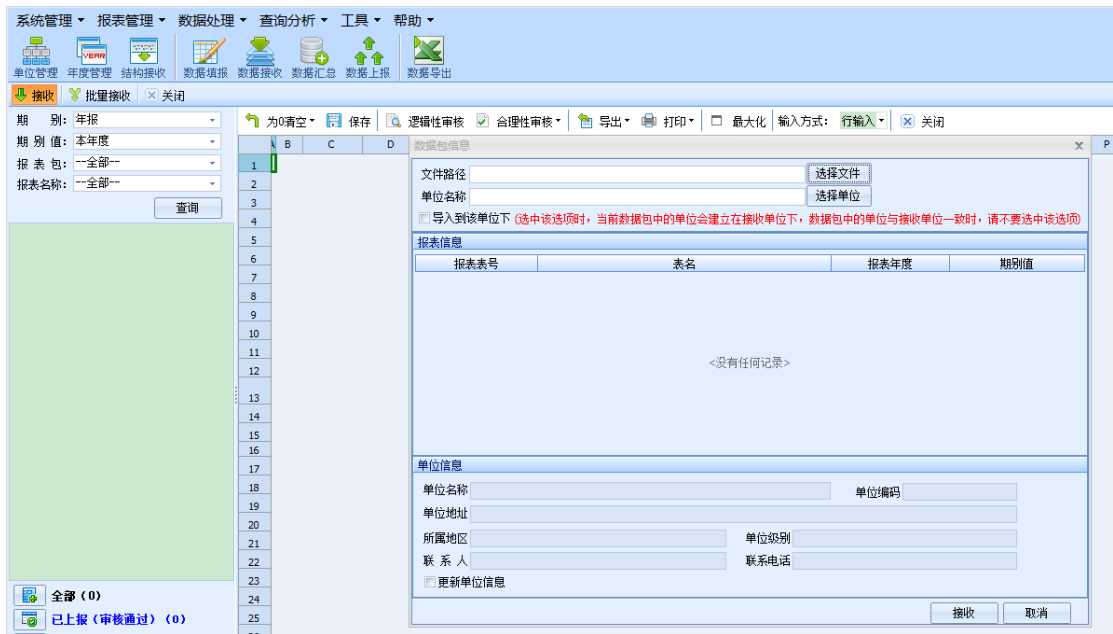 系统管理 报表管理 数据处理 查询分析 工具 帮助
单位管理 年度管理 结构接收 数据填报 数据接收 数据汇总 数据上报 数据导出
YEAR
接收 批量接收 关闭
期 别: 年报
期 别 值: 本年度
报 表 包: --全部--
报表名称: --全部--
查询
为0清空 保存 逻辑性审核 合理性审核 导出 打印 最大化 输入方式: 行输入 关闭
A B C D P
1
2
3
4
5
6
7
8
9
10
11
12
13
14
15
16
17
18
19
20
21
22
23
24
25
数据包信息
文件路径 选择文件
单位名称 选择单位
导入到该单位下 (选中该选项时，当前数据包中的单位会建立在接收单位下，数据包中的单位与接收单位一致时，请不要选中该选项)
报表信息
报表表号 表名 报表年度 期别值
<没有任何记录>
单位信息
单位名称 单位编码
单位地址
所属地区 单位级别
联 系 人 联系电话
更新单位信息
接收 取消
全部 (0)
已上报 (审核通过) (0)